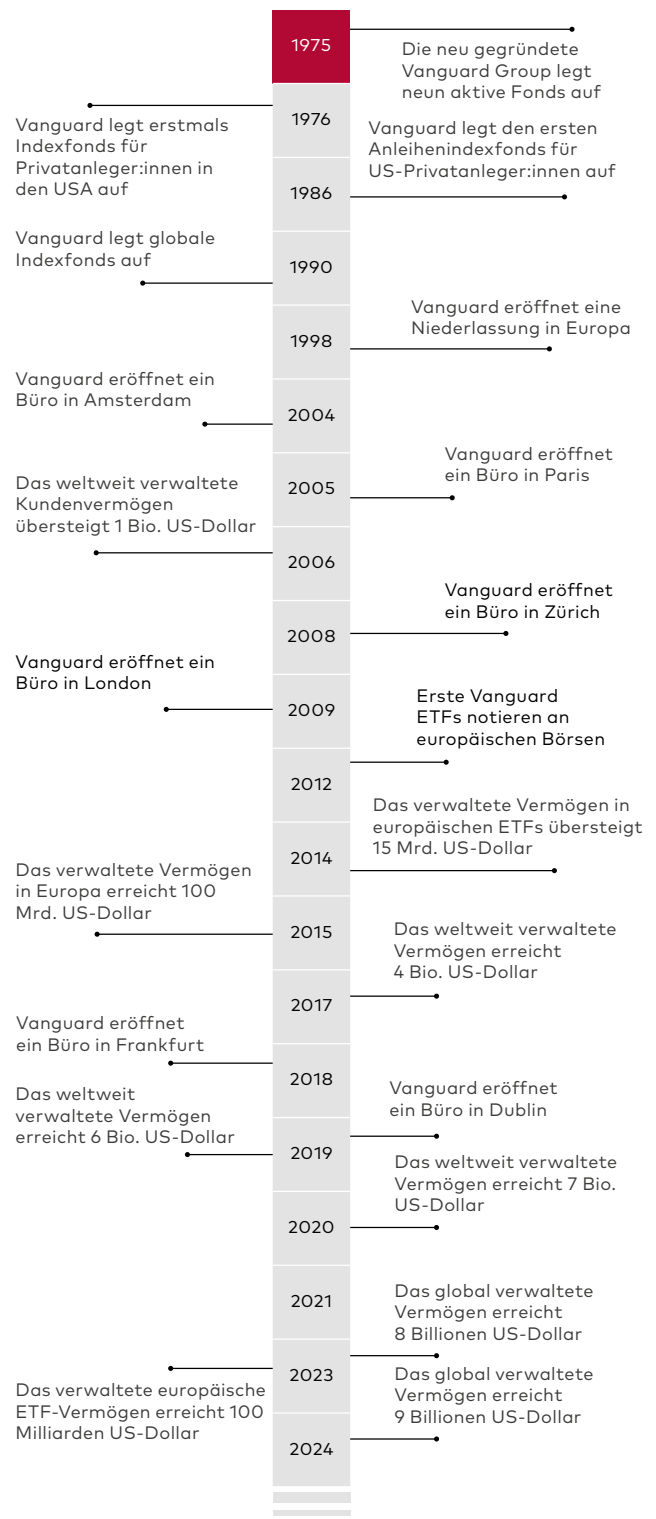 1975
Die neu gegründete
Vanguard Group legt
neun aktive Fonds auf
1976
Vanguard legt erstmals
Indexfonds für
Privatanleger:innen in
den USA auf
1986
Vanguard legt den ersten
Anleihenindexfonds für
US-Privatanleger:innen auf
1990
Vanguard legt globale
Indexfonds auf
1998
Vanguard eröffnet eine
Niederlassung in Europa
2004
Vanguard eröffnet ein
Büro in Amsterdam
2005
Vanguard eröffnet
ein Büro in Paris
2006
Das weltweit verwaltete
Kundenvermögen
übersteigt 1 Bio. US-Dollar
2008
Vanguard eröffnet
ein Büro in Zürich
2009
Vanguard eröffnet ein
Büro in London
2012
Erste Vanguard
ETFs notieren an
europäischen Börsen
2014
Das verwaltete Vermögen in
europäischen ETFs übersteigt
15 Mrd. US-Dollar
2015
Das verwaltete Vermögen
in Europa erreicht 100
Mrd. US-Dollar
2017
Das weltweit verwaltete
Vermögen erreicht
4 Bio. US-Dollar
2018
Vanguard eröffnet
ein Büro in Frankfurt
2019
Das weltweit
verwaltete Vermögen
erreicht 6 Bio. US-Dollar
Vanguard eröffnet
ein Büro in Dublin
2020
Das weltweit verwaltete
Vermögen erreicht 7 Bio.
US-Dollar
2021
2023
Das global verwaltete
Vermögen erreicht
8 Billionen US-Dollar
Das verwaltete europäische
ETF-Vermögen erreicht 100
Milliarden US-Dollar
2024
Das global verwaltete
Vermögen erreicht
9 Billionen US-Dollar